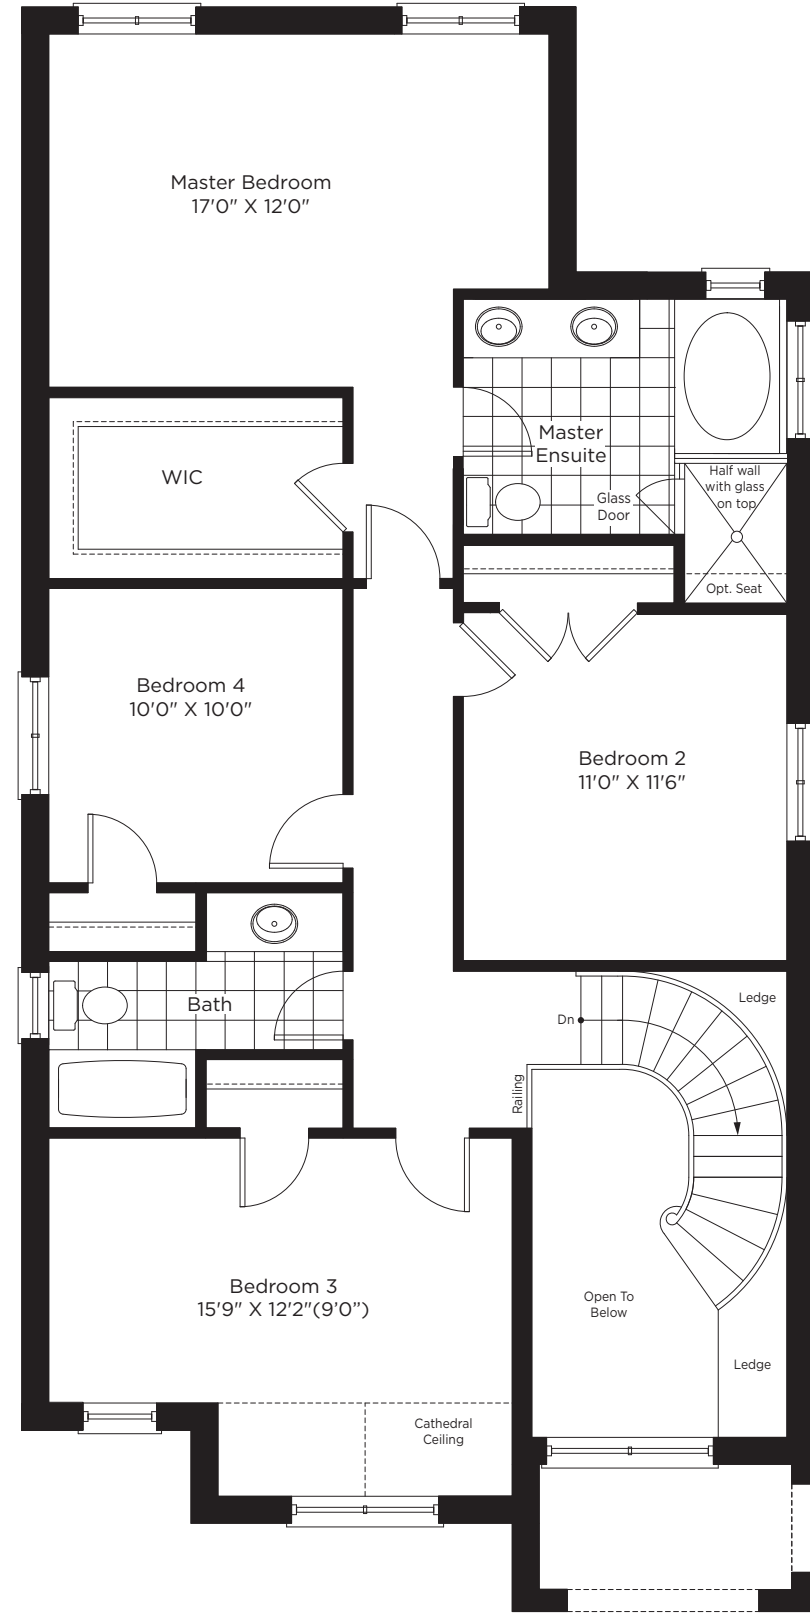 Master Bedroom
17'0" X 12'0"
Master
Ensuite
WIC
Half wall
with glass
on top
Glass
Door
Opt. Seat
Bedroom 4
10'0" X 10'0"
Bedroom 2
11'0" X 11'6"
Bath
Ledge
Dn
Railing
Bedroom 3
15'9" X 12'2"(9’0”)
Open To
Below
Ledge
Cathedral
Ceiling